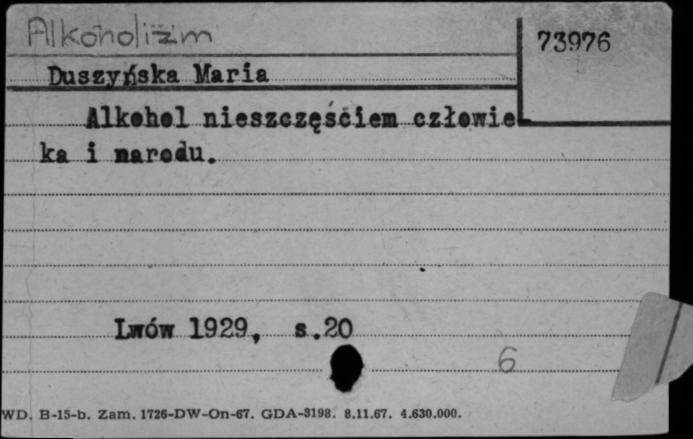 Alkoholizm
73976
Duszyńska Maria
Alkohol nieszczęściem człowie
ka i narodu.
Lwów 1929, s.20
6
WD. B-15-b. Zam. 1726-DW-On-67. GDA-3198. 8.11.67. 4.630.000.